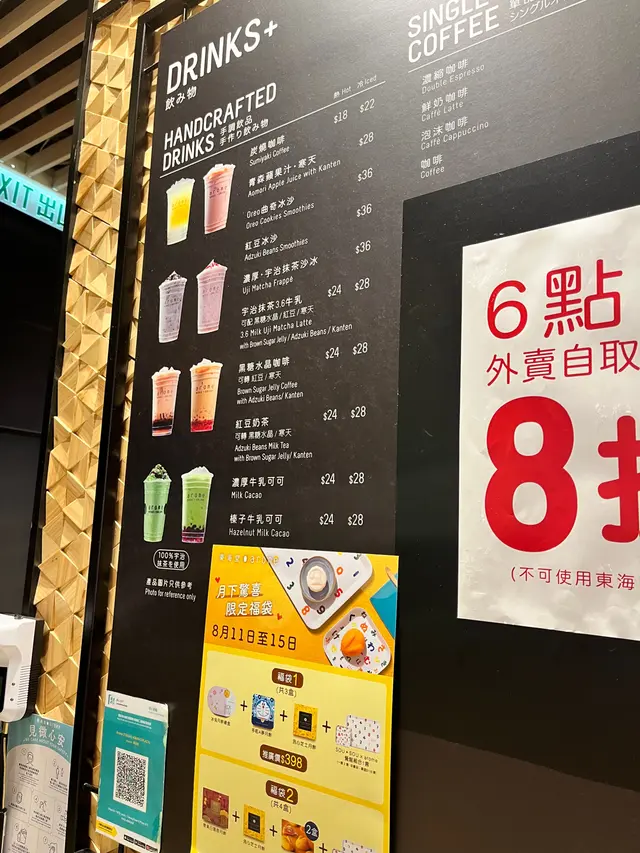 EXIT 出
DRINKS+
飲み物
HANDCRAFTED
DRINKS
手調飲品
手作り飲み物
熱 Hot 冷 Iced
炭燒咖啡 $18 $22
Sumiyaki Coffee
青森蘋果汁・寒天 $28
Aomori Apple Juice with Kanten
Oreo曲奇冰沙 $36
Oreo Cookies Smoothies
紅豆冰沙 $36
Adzuki Beans Smoothies
濃厚・宇治抹茶沙冰 $36
Uji Matcha Frappé
宇治抹茶3.6牛乳 $24 $28
可配 黑糖水晶 / 紅豆 / 寒天
3.6 Milk Uji Matcha Latte
with Brown Sugar Jelly / Adzuki Beans / Kanten
黑糖水晶咖啡 $24 $28
可轉 紅豆 / 寒天
Brown Sugar Jelly Coffee
with Adzuki Beans/ Kanten
紅豆奶茶 $24 $28
可轉 黑糖水晶 / 寒天
Adzuki Beans Milk Tea
with Brown Sugar Jelly/ Kanten
濃厚牛乳可可 $24 $28
Milk Cacao
榛子牛乳可可 $24 $28
Hazelnut Milk Cacao
100%宇治
抹茶を使用
產品圖片只供參考
Photo for reference only
SINGLE
COFFEE
濃縮咖啡
Double Espresso
鮮奶咖啡
Caffè Latte
泡沫咖啡
Caffè Cappuccino
咖啡
Coffee
6點
外賣自取
8折
(不可使用東海
月下驚喜
限定福袋
8月11日至15日
福袋1
(共3盒)
推廣價$398
福袋2
(共4盒)
2盒
見微心安